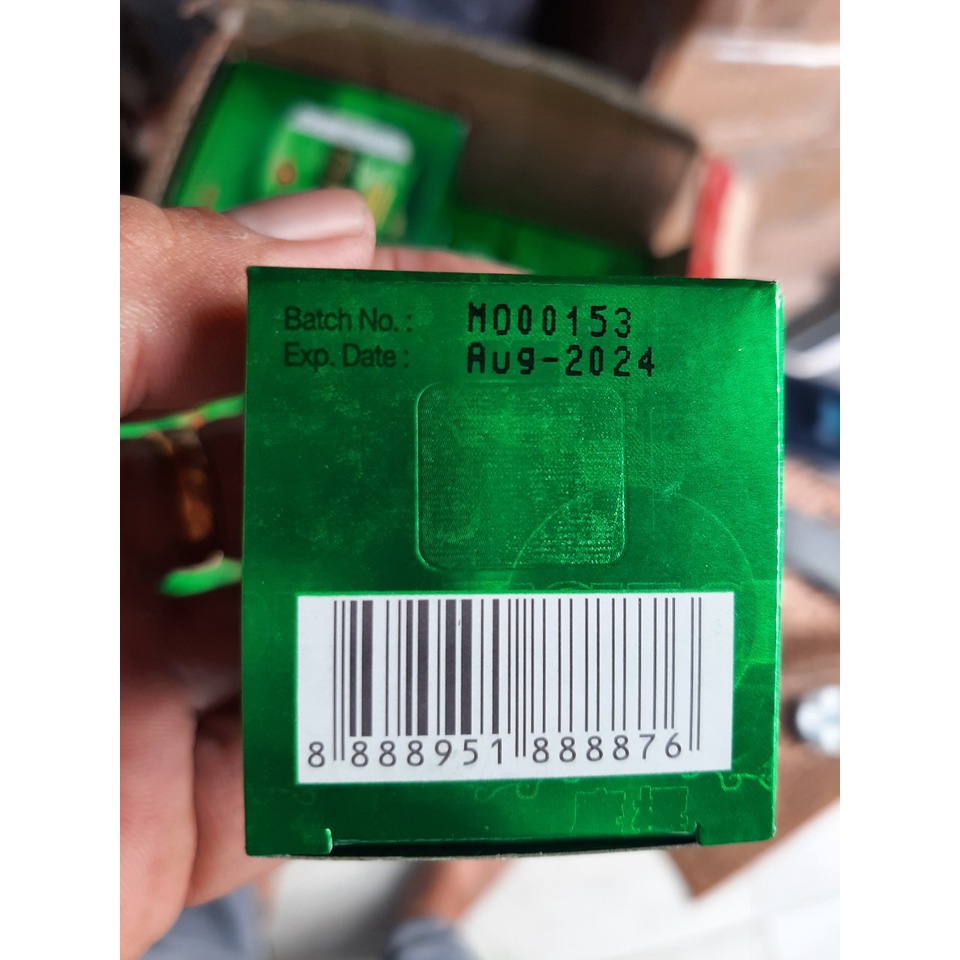 Batch No. : M000153
Exp. Date : Aug-2024
8 888951 888876